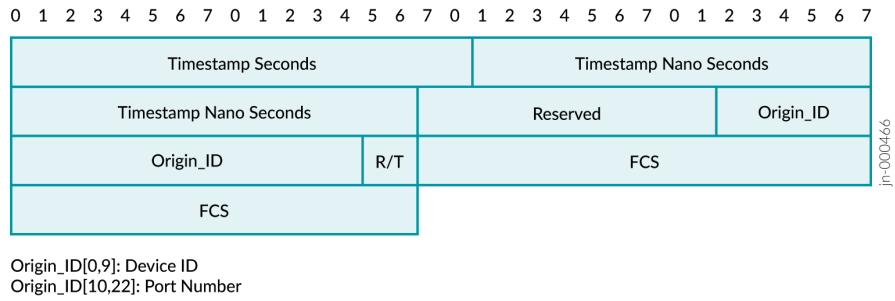 0 1 2 3 4 5 6 7 0 1 2 3 4 5 6 7 0 1 2 3 4 5 6 7 0 1 2 3 4 5 6 7
Timestamp Seconds Timestamp Nano Seconds
Timestamp Nano Seconds Reserved Origin_ID
Origin_ID R/T FCS
FCS
jn-000466
Origin_ID[0,9]: Device ID
Origin_ID[10,22]: Port Number